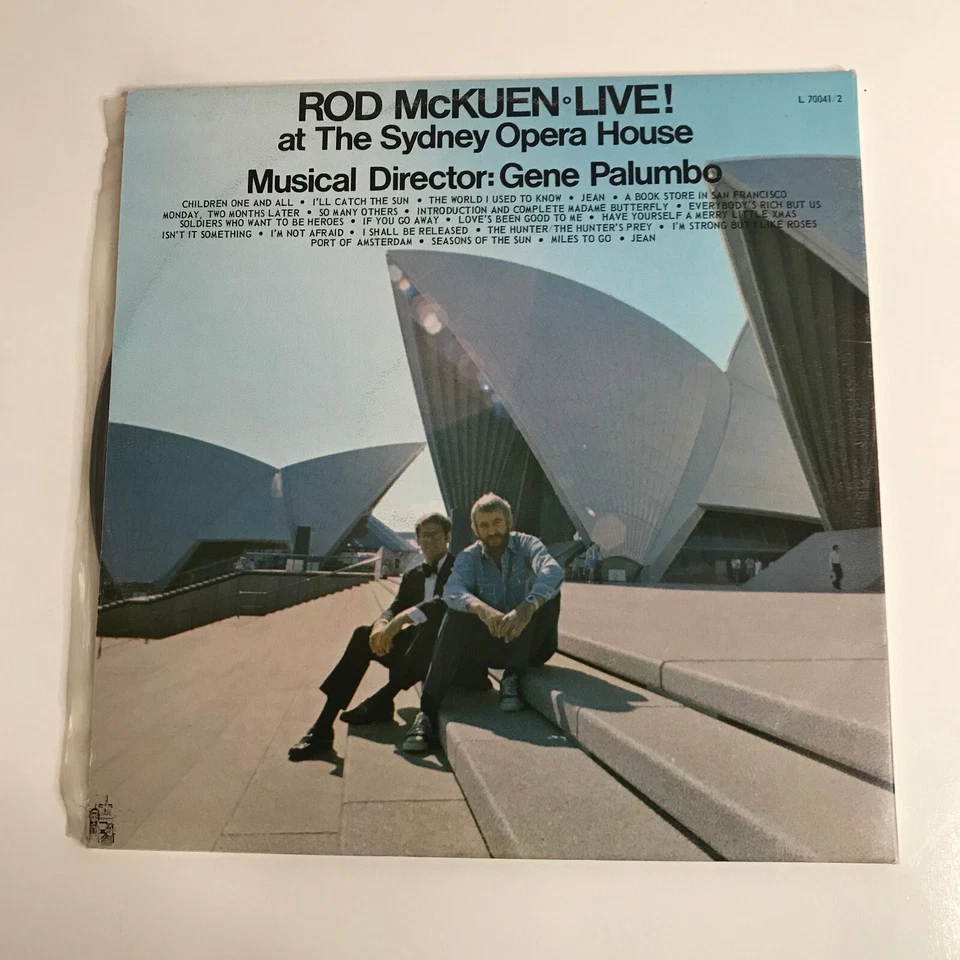 ROD McKUEN•LIVE!
L 70041/2
at The Sydney Opera House
Musical Director: Gene Palumbo
CHILDREN ONE AND ALL • I'LL CATCH THE SUN • THE WORLD I USED TO KNOW • JEAN • A BOOK STORE IN SAN FRANCISCO
MONDAY, TWO MONTHS LATER • SO MANY OTHERS • INTRODUCTION AND COMPLETE MADAME BUTTERFLY • EVERYBODY'S RICH BUT US
SOLDIERS WHO WANT TO BE HEROES • IF YOU GO AWAY • LOVE'S BEEN GOOD TO ME • HAVE YOURSELF A MERRY LITTLE XMAS
ISN'T IT SOMETHING • I'M NOT AFRAID • I SHALL BE RELEASED • THE HUNTER/THE HUNTER'S PREY • I'M STRONG BUT I LIKE ROSES
PORT OF AMSTERDAM • SEASONS OF THE SUN • MILES TO GO • JEAN